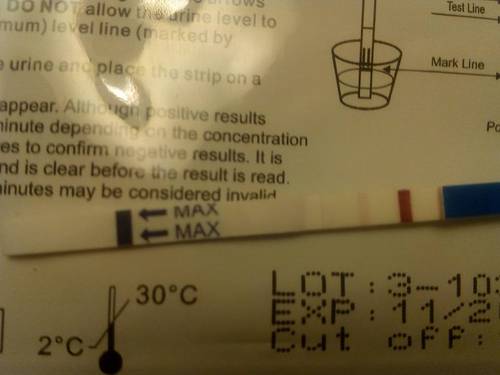 DO NOT allow the urine level to
mum) level line (marked by
e urine and place the strip on a
appear. Although positive results
minute depending on the concentration
es to confirm negative results. It is
nd is clear before the result is read.
inutes may be considered invalid
Test Line
Mark Line
MAX
MAX
30°C
2°C
LOT: 3-10
EXP: 11/2
Cut off: